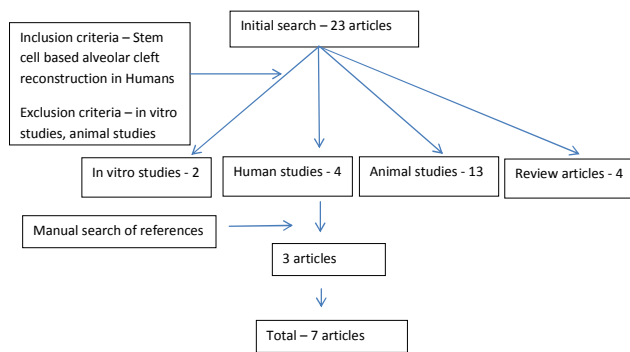 Initial search – 23 articles
Inclusion criteria – Stem
cell based alveolar cleft
reconstruction in Humans
Exclusion criteria – in vitro
studies, animal studies
In vitro studies - 2
Human studies - 4
Animal studies - 13
Review articles - 4
Manual search of references
3 articles
Total – 7 articles